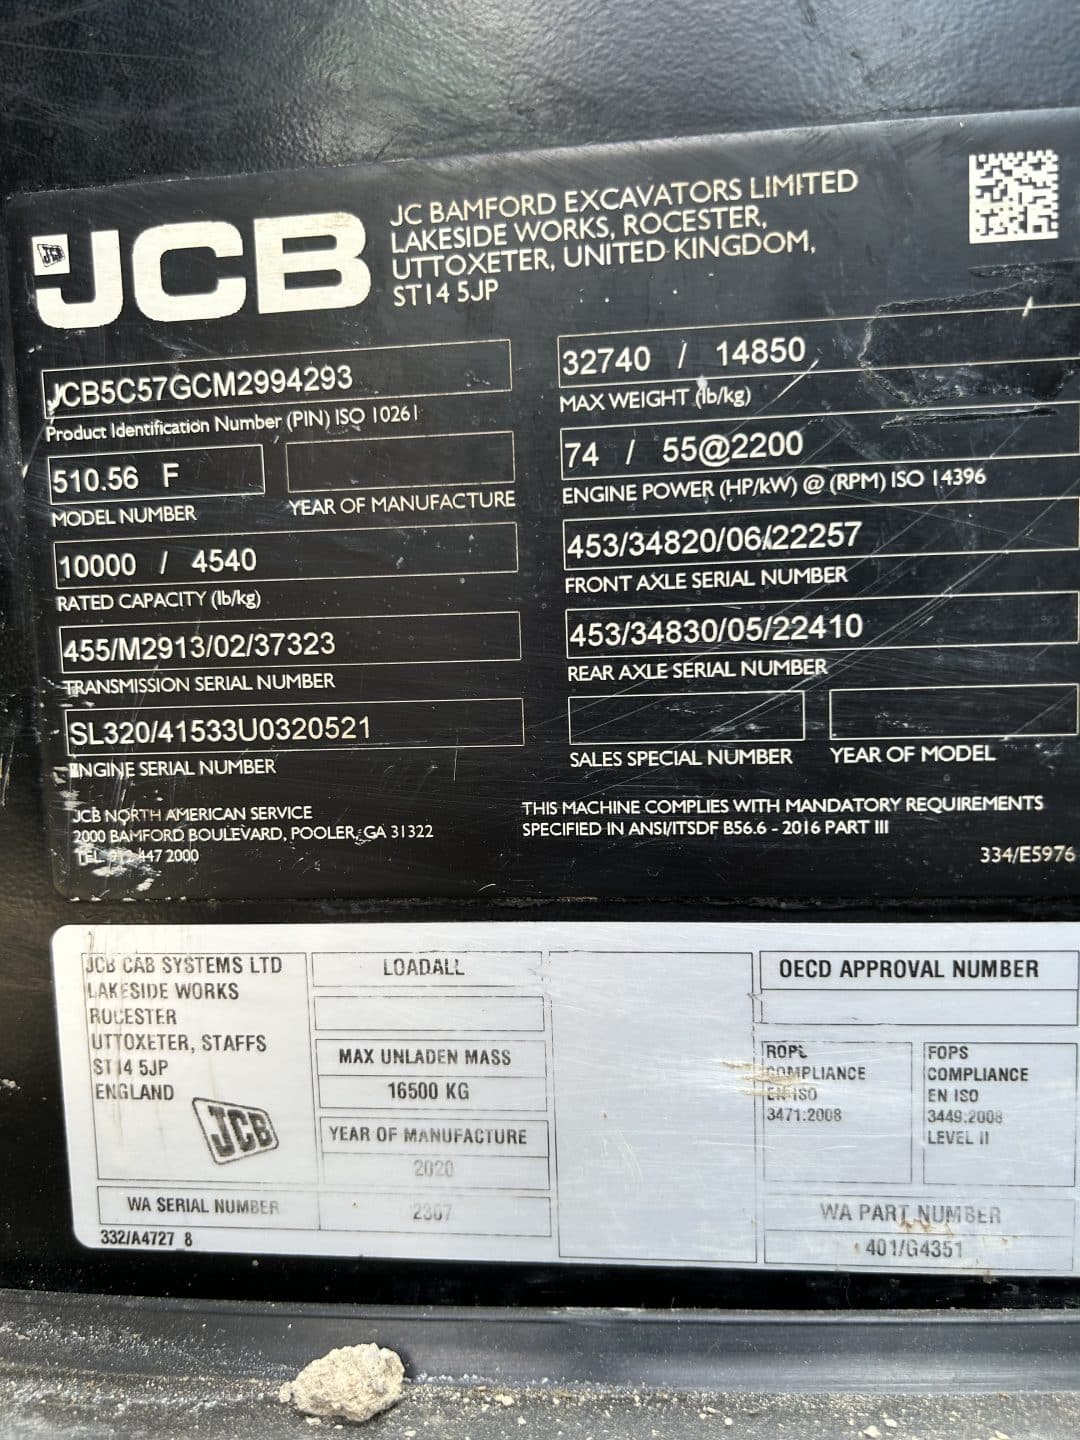 JCB
JC BAMFORD EXCAVATORS LIMITED
LAKESIDE WORKS, ROCESTER,
UTTOXETER, UNITED KINGDOM,
ST14 5JP
JCB5C57GCM2994293
Product Identification Number (PIN) ISO 10261
510.56 F
MODEL NUMBER
YEAR OF MANUFACTURE
10000 / 4540
RATED CAPACITY (lb/kg)
455/M2913/02/37323
TRANSMISSION SERIAL NUMBER
SL320/41533U0320521
ENGINE SERIAL NUMBER
32740 / 14850
MAX WEIGHT (lb/kg)
74 / 55@2200
ENGINE POWER (HP/kW) @ (RPM) ISO 14396
453/34820/06/22257
FRONT AXLE SERIAL NUMBER
453/34830/05/22410
REAR AXLE SERIAL NUMBER
SALES SPECIAL NUMBER
YEAR OF MODEL
JCB NORTH AMERICAN SERVICE
2000 BAMFORD BOULEVARD, POOLER, GA 31322
TEL. 912 447 2000
THIS MACHINE COMPLIES WITH MANDATORY REQUIREMENTS
SPECIFIED IN ANSI/ITSDF B56.6 - 2016 PART III
334/E5976
JCB CAB SYSTEMS LTD
LAKESIDE WORKS
ROCESTER
UTTOXETER, STAFFS
ST14 5JP
ENGLAND
JCB
LOADALL
MAX UNLADEN MASS
16500 KG
YEAR OF MANUFACTURE
2020
WA SERIAL NUMBER
2307
332/A4727 8
OECD APPROVAL NUMBER
ROPS
COMPLIANCE
EN ISO
3471:2008
FOPS
COMPLIANCE
EN ISO
3449:2008
LEVEL II
WA PART NUMBER
401/G4351